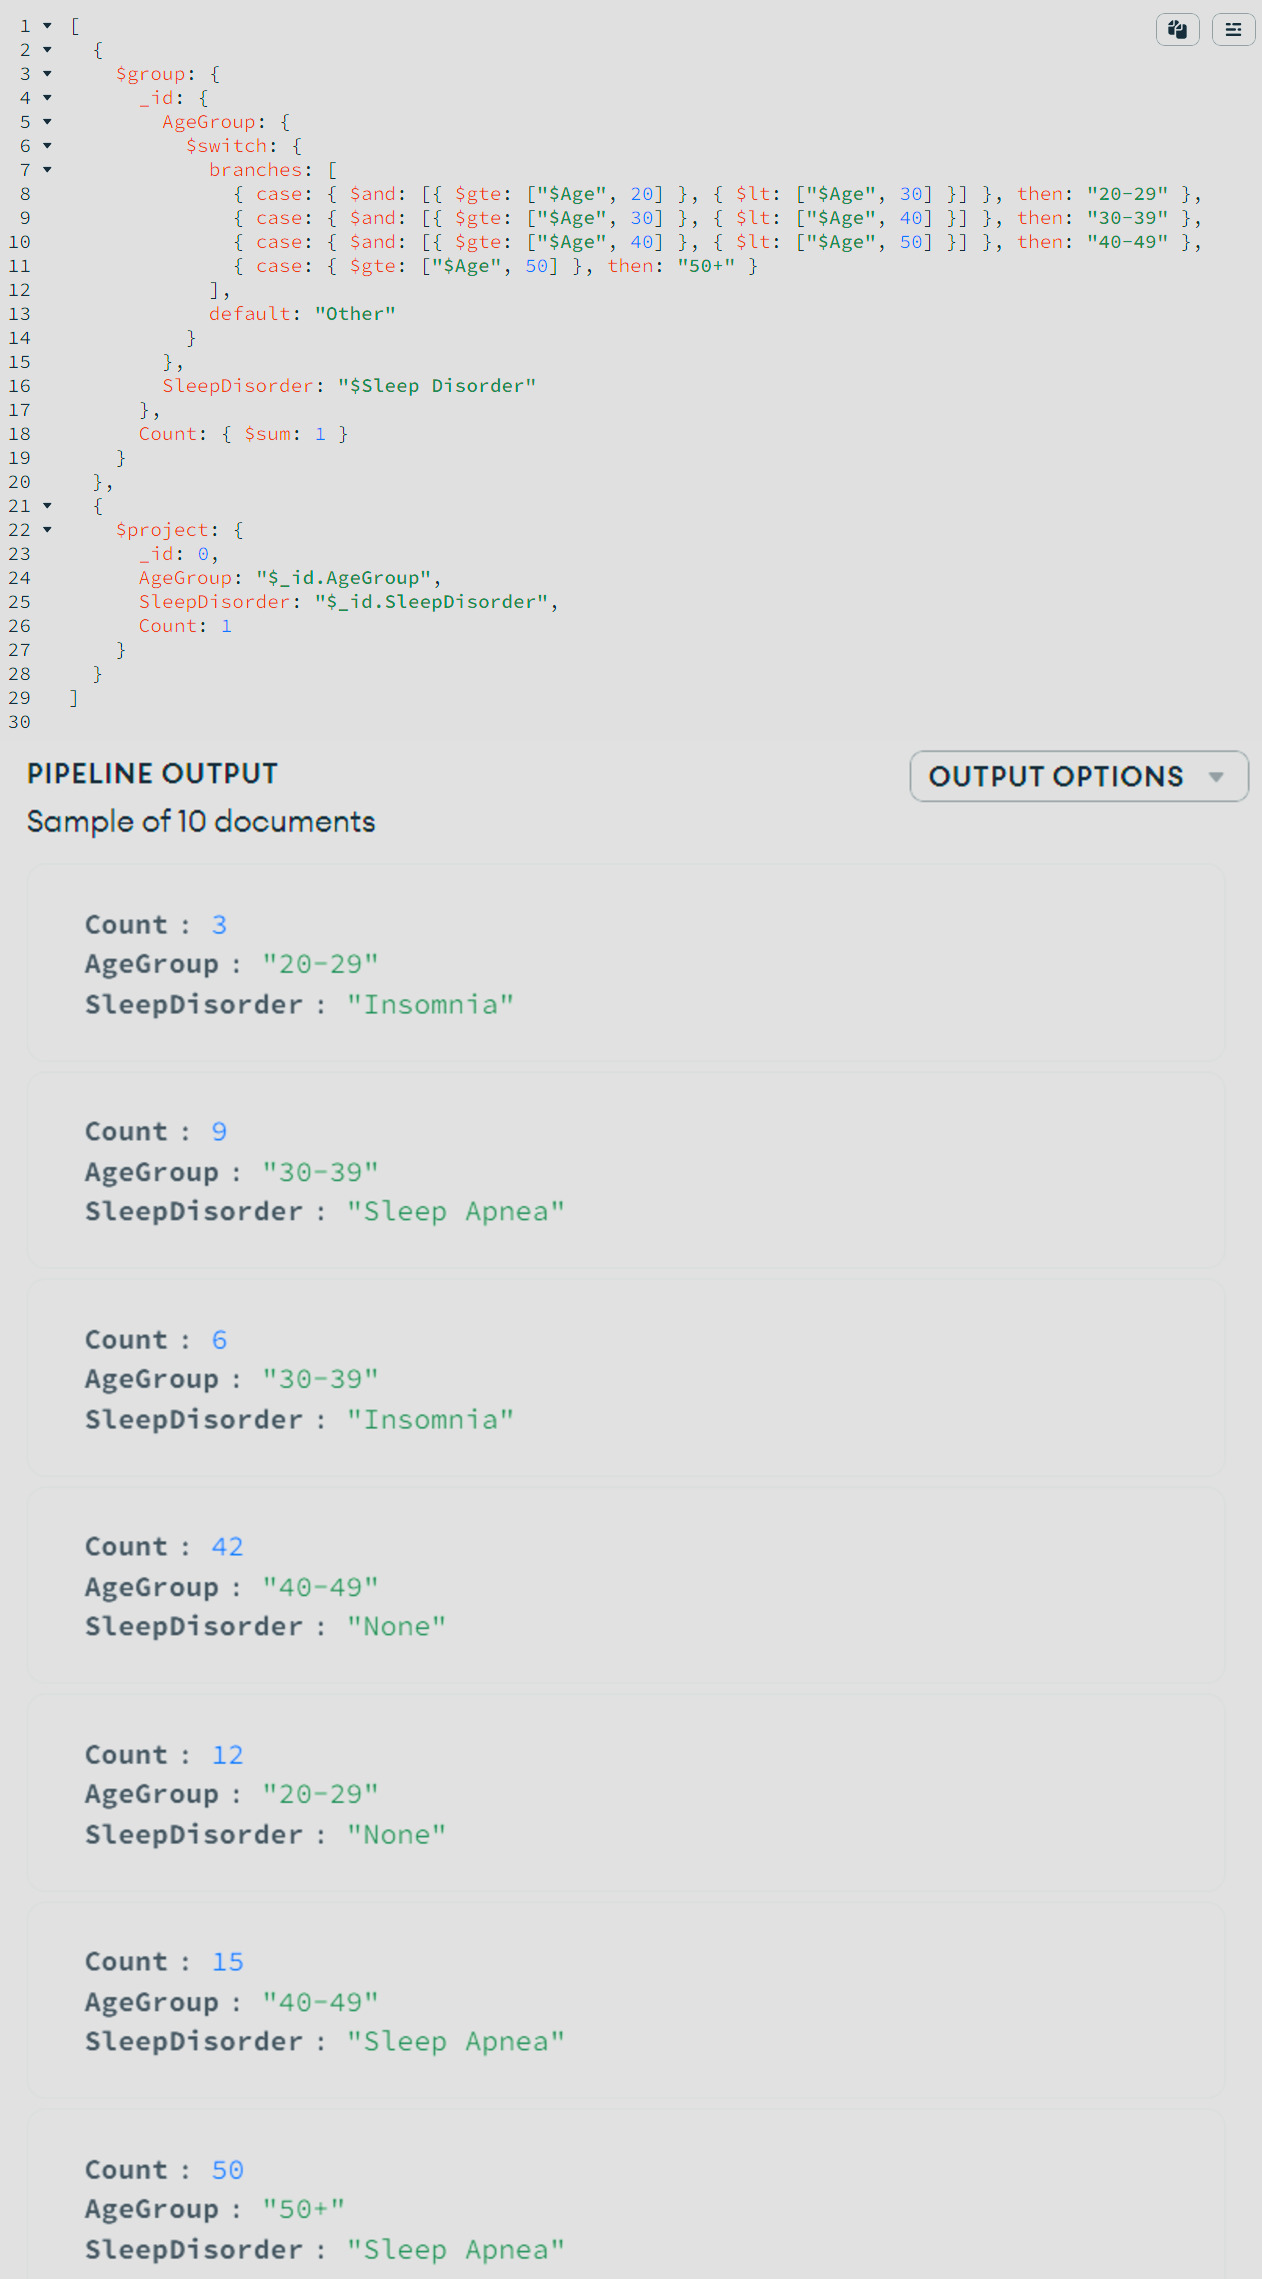 1 [
2 {
3 $group: {
4 _id: {
5 AgeGroup: {
6 $switch: {
7 branches: [
8 { case: { $and: [{ $gte: ["$Age", 20] }, { $lt: ["$Age", 30] }] }, then: "20-29" },
9 { case: { $and: [{ $gte: ["$Age", 30] }, { $lt: ["$Age", 40] }] }, then: "30-39" },
10 { case: { $and: [{ $gte: ["$Age", 40] }, { $lt: ["$Age", 50] }] }, then: "40-49" },
11 { case: { $gte: ["$Age", 50] }, then: "50+" }
12 ],
13 default: "Other"
14 }
15 },
16 SleepDisorder: "$Sleep Disorder"
17 },
18 Count: { $sum: 1 }
19 }
20 },
21 {
22 $project: {
23 _id: 0,
24 AgeGroup: "$_id.AgeGroup",
25 SleepDisorder: "$_id.SleepDisorder",
26 Count: 1
27 }
28 }
29 ]
30
PIPELINE OUTPUT
OUTPUT OPTIONS
Sample of 10 documents
Count : 3
AgeGroup : "20-29"
SleepDisorder : "Insomnia"
Count : 9
AgeGroup : "30-39"
SleepDisorder : "Sleep Apnea"
Count : 6
AgeGroup : "30-39"
SleepDisorder : "Insomnia"
Count : 42
AgeGroup : "40-49"
SleepDisorder : "None"
Count : 12
AgeGroup : "20-29"
SleepDisorder : "None"
Count : 15
AgeGroup : "40-49"
SleepDisorder : "Sleep Apnea"
Count : 50
AgeGroup : "50+"
SleepDisorder : "Sleep Apnea"